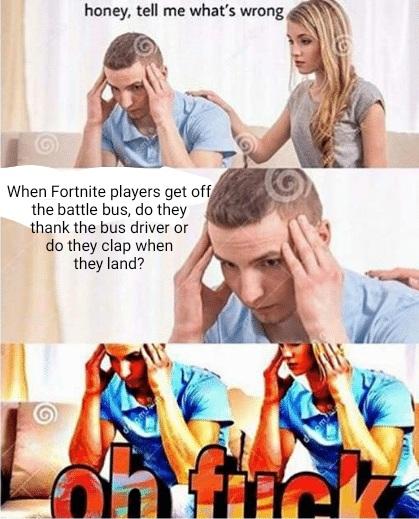 honey, tell me what's wrong
When Fortnite players get off
the battle bus, do they
thank the bus driver or
do they clap when
they land?
oh fuck